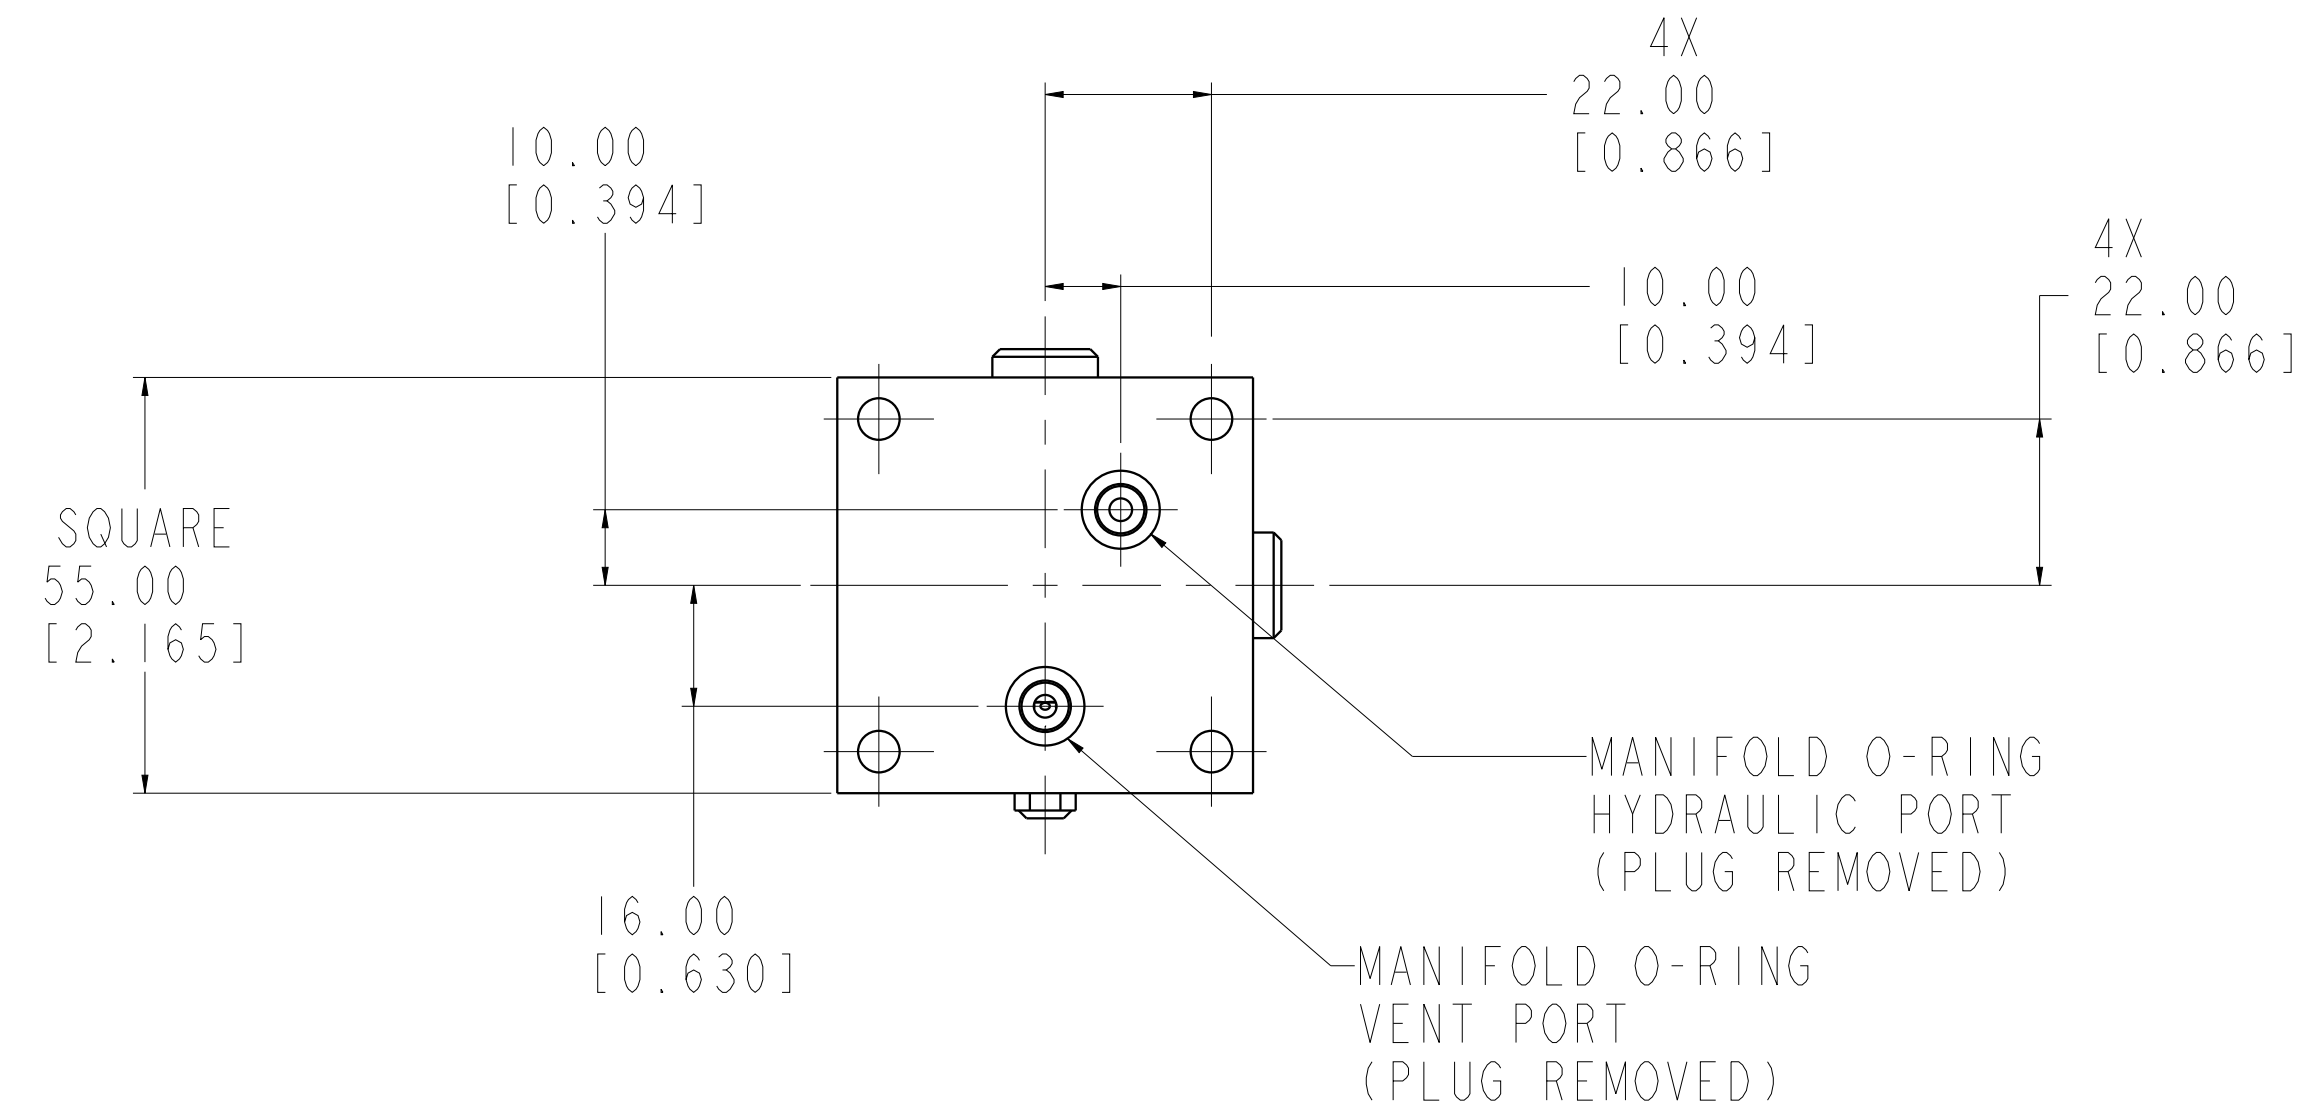 4X
22.00
[0.866]
10.00
[0.394]
4X
22.00
[0.866]
10.00
[0.394]
SQUARE
55.00
[2.165]
MANIFOLD O-RING
HYDRAULIC PORT
(PLUG REMOVED)
16.00
[0.630]
MANIFOLD O-RING
VENT PORT
(PLUG REMOVED)